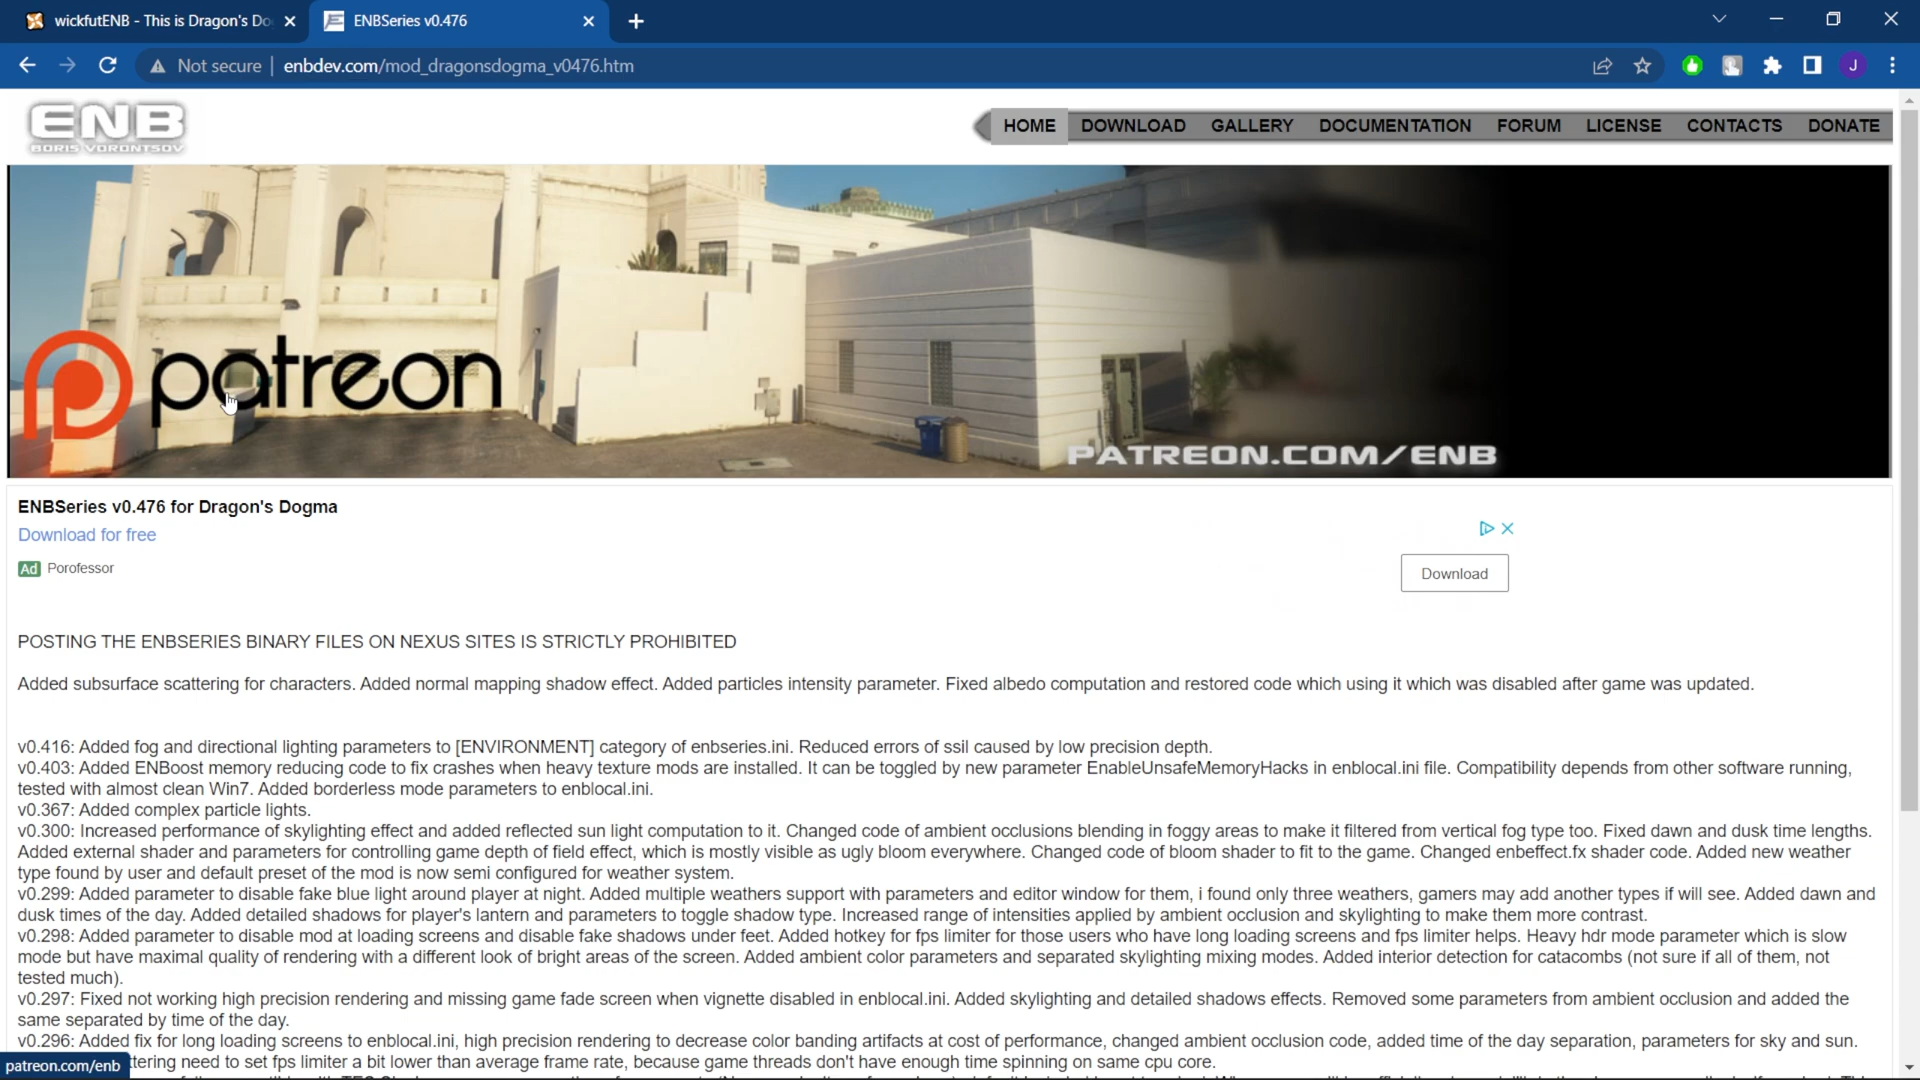 wickfutENB - This is Dragon's Do
ENBSeries v0.476
Not secure
enbdev.com/mod_dragonsdogma_v0476.htm
J
ENB
BORIS VORONTSOV
HOME DOWNLOAD GALLERY DOCUMENTATION FORUM LICENSE CONTACTS DONATE
patreon
PATREON.COM/ENB
ENBSeries v0.476 for Dragon's Dogma
Download for free
Ad Porofessor
Download
POSTING THE ENBSERIES BINARY FILES ON NEXUS SITES IS STRICTLY PROHIBITED
Added subsurface scattering for characters. Added normal mapping shadow effect. Added particles intensity parameter. Fixed albedo computation and restored code which using it which was disabled after game was updated.
v0.416: Added fog and directional lighting parameters to [ENVIRONMENT] category of enbseries.ini. Reduced errors of ssil caused by low precision depth.
v0.403: Added ENBoost memory reducing code to fix crashes when heavy texture mods are installed. It can be toggled by new parameter EnableUnsafeMemoryHacks in enblocal.ini file. Compatibility depends from other software running,
tested with almost clean Win7. Added borderless mode parameters to enblocal.ini.
v0.367: Added complex particle lights.
v0.300: Increased performance of skylighting effect and added reflected sun light computation to it. Changed code of ambient occlusions blending in foggy areas to make it filtered from vertical fog type too. Fixed dawn and dusk time lengths.
Added external shader and parameters for controlling game depth of field effect, which is mostly visible as ugly bloom everywhere. Changed code of bloom shader to fit to the game. Changed enbeffect.fx shader code. Added new weather
type found by user and default preset of the mod is now semi configured for weather system.
v0.299: Added parameter to disable fake blue light around player at night. Added multiple weathers support with parameters and editor window for them, i found only three weathers, gamers may add another types if will see. Added dawn and
dusk times of the day. Added detailed shadows for player's lantern and parameters to toggle shadow type. Increased range of intensities applied by ambient occlusion and skylighting to make them more contrast.
v0.298: Added parameter to disable mod at loading screens and disable fake shadows under feet. Added hotkey for fps limiter for those users who have long loading screens and fps limiter helps. Heavy hdr mode parameter which is slow
mode but have maximal quality of rendering with a different look of bright areas of the screen. Added ambient color parameters and separated skylighting mixing modes. Added interior detection for catacombs (not sure if all of them, not
tested much).
v0.297: Fixed not working high precision rendering and missing game fade screen when vignette disabled in enblocal.ini. Added skylighting and detailed shadows effects. Removed some parameters from ambient occlusion and added the
same separated by time of the day.
v0.296: Added fix for long loading screens to enblocal.ini, high precision rendering to decrease color banding artifacts at cost of performance, changed ambient occlusion code, added time of the day separation, parameters for sky and sun.
ttering need to set fps limiter a bit lower than average frame rate, because game threads don't have enough time spinning on same cpu core.
patreon.com/enb